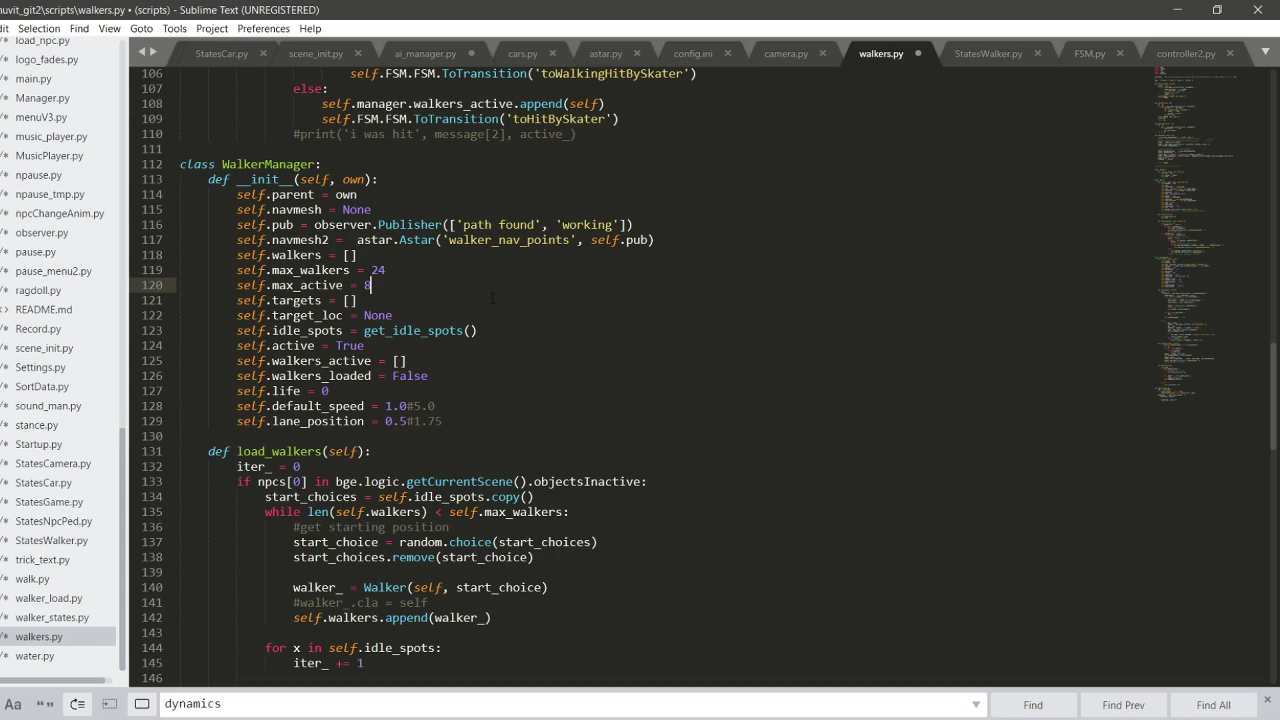 nuvit_git2\scripts\walkers.py • (scripts) - Sublime Text (UNREGISTERED)
dit Selection Find View Goto Tools Project Preferences Help
StatesCar.py × scene_init.py × ai_manager.py cars.py × astar.py × config.ini × camera.py × walkers.py StatesWalker.py × FSM.py × controller2.py ×
/* load_npc.py
/* logo_fades.py
/* main.py
/* Manager.py
/* menuV3.py
/* music_player.py
/* MusicPlayer.py
/* npause.py
/* npause_tmp.py
/* npcChangeAnim.py
/* observer.py
/* pause.py
/* pause_menu2.py
/* ragdoll.py
/* README.md
/* Record.py
/* scene_init.py
/* Settings.py
/* SortData.py
/* sound_man.py
/* stance.py
/* Startup.py
/* StatesCamera.py
/* StatesCar.py
/* StatesGame.py
/* StatesNpcPed.py
/* StatesWalker.py
/* trick_text.py
/* walk.py
/* walker_load.py
/* walker_states.py
/* walkers.py
/* water.py
106 self.FSM.FSM.ToTransition('toWalkingHitBySkater')
107 else:
108 self.manager.walkers_active.append(self)
109 self.FSM.FSM.ToTransition('toHitBySkater')
110 #print('i was hit', message[2], active_)
111
112 class WalkerManager:
113 def __init__(self, own):
114 self.parent = own
115 self.navmesh = None
116 self.pub = observer.Publisher(['path found', 'working'])
117 self.navmesh2 = astar.Astar('walker_nav_points', self.pub)
118 self.walkers = []
119 self.max_walkers = 24
120 self.max_active = 8
121 self.targets = []
122 self.target_loc = None
123 self.idle_spots = get_idle_spots()
124 self.active = True
125 self.walkers_active = []
126 self.walkers_loaded = False
127 self.life = 0
128 self.default_speed = 1.0#5.0
129 self.lane_position = 0.5#1.75
130
131 def load_walkers(self):
132 iter_ = 0
133 if npcs[0] in bge.logic.getCurrentScene().objectsInactive:
134 start_choices = self.idle_spots.copy()
135 while len(self.walkers) < self.max_walkers:
136 #get starting position
137 start_choice = random.choice(start_choices)
138 start_choices.remove(start_choice)
139
140 walker_ = Walker(self, start_choice)
141 #walker_.cla = self
142 self.walkers.append(walker_)
143
144 for x in self.idle_spots:
145 iter_ += 1
146
Aa “” dynamics Find Find Prev Find All ×